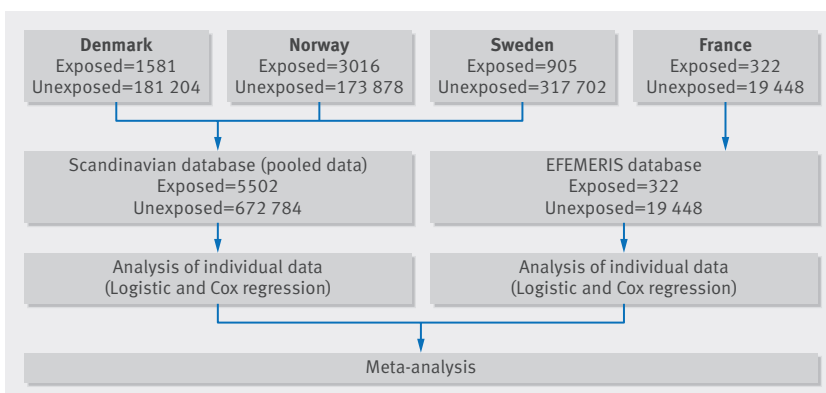 Denmark
Exposed=1581
Unexposed=181 204
Norway
Exposed=3016
Unexposed=173 878
Sweden
Exposed=905
Unexposed=317 702
France
Exposed=322
Unexposed=19 448
Scandinavian database (pooled data)
Exposed=5502
Unexposed=672 784
EFEMERIS database
Exposed=322
Unexposed=19 448
Analysis of individual data
(Logistic and Cox regression)
Analysis of individual data
(Logistic and Cox regression)
Meta-analysis